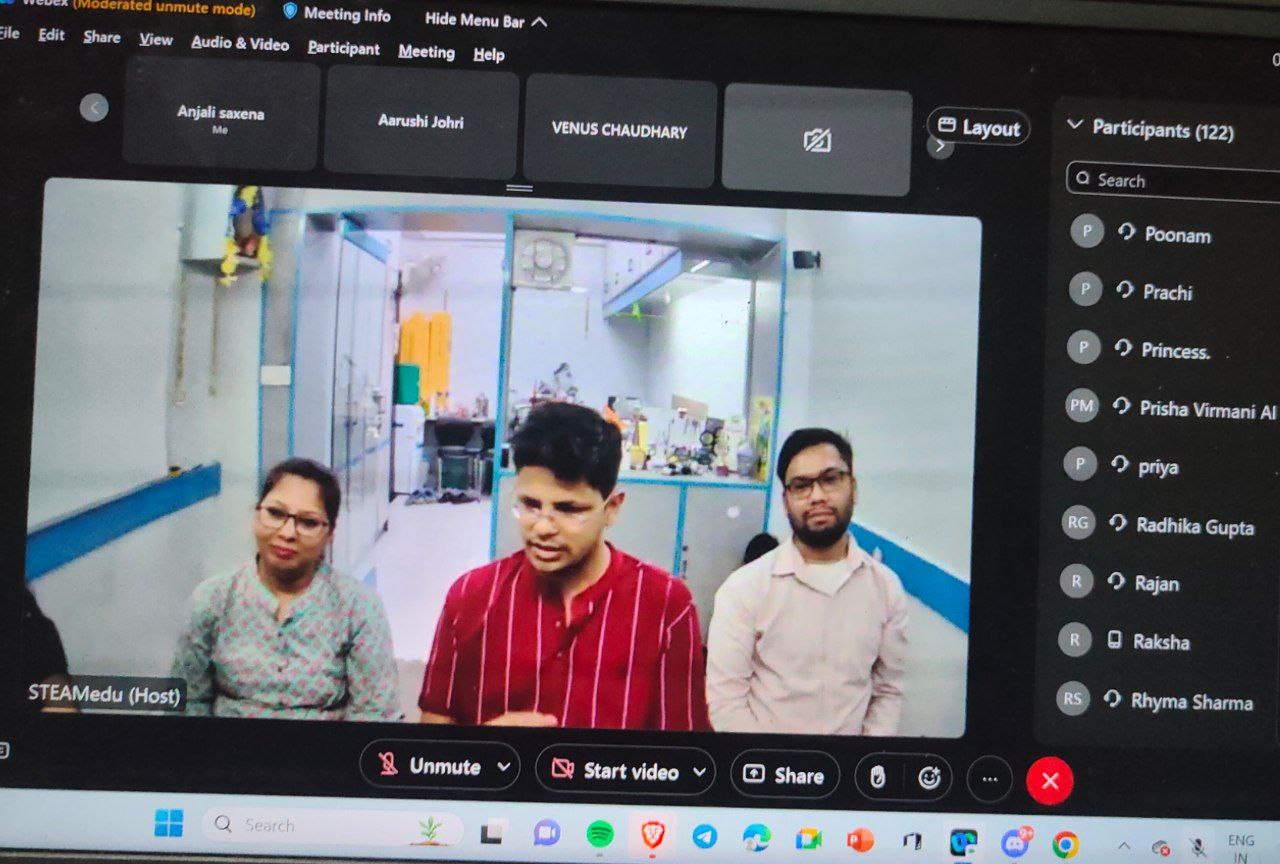 Webex (Moderated unmute mode)
Meeting Info
Hide Menu Bar
File Edit Share View Audio & Video Participant Meeting Help
Anjali saxena
Me
Aarushi Johri
VENUS CHAUDHARY
Layout
Participants (122)
Search
P Poonam
P Prachi
P Princess.
PM Prisha Virmani AI
P priya
RG Radhika Gupta
R Rajan
R Raksha
RS Rhyma Sharma
STEAMedu (Host)
Unmute
Start video
Share
Search
ENG
IN